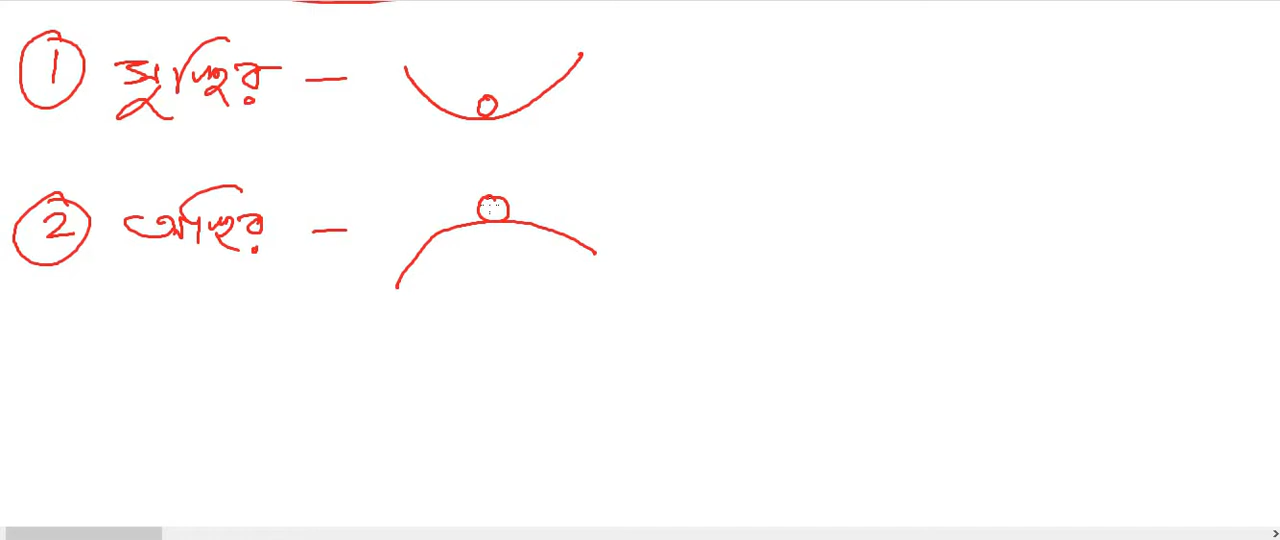 ① সুস্থির —
② অস্থির —